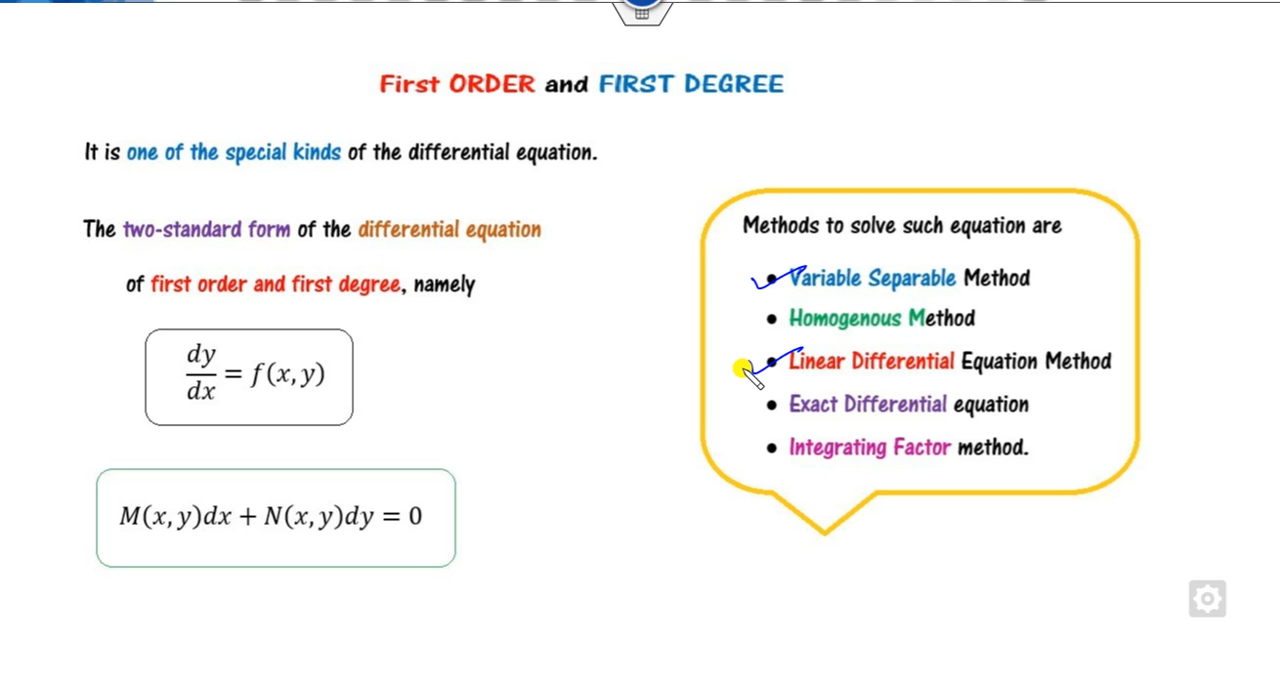 First ORDER and FIRST DEGREE
It is one of the special kinds of the differential equation.
The two-standard form of the differential equation
of first order and first degree, namely
dy/dx = f(x, y)
M(x, y)dx + N(x, y)dy = 0
Methods to solve such equation are
• Variable Separable Method
• Homogenous Method
• Linear Differential Equation Method
• Exact Differential equation
• Integrating Factor method.